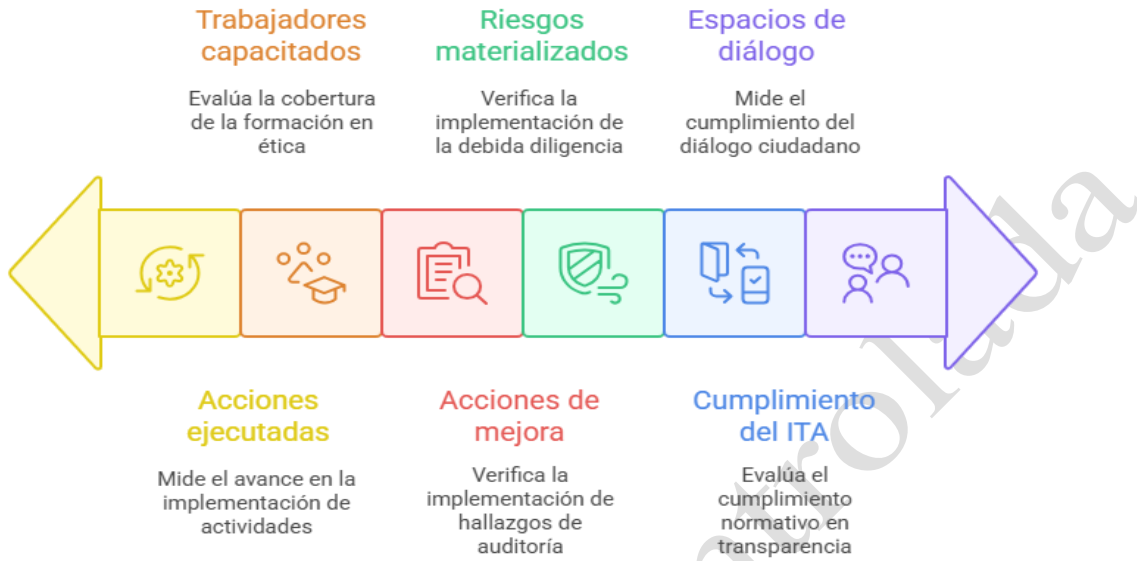 Trabajadores
capacitados
Evalúa la cobertura
de la formación en
ética
Riesgos
materializados
Verifica la
implementación de
la debida diligencia
Espacios de
diálogo
Mide el
cumplimiento del
diálogo ciudadano
Acciones
ejecutadas
Mide el avance en la
implementación de
actividades
Acciones de
mejora
Verifica la
implementación de
hallazgos de
auditoría
Cumplimiento
del ITA
Evalúa el
cumplimiento
normativo en
transparencia
ntrolada